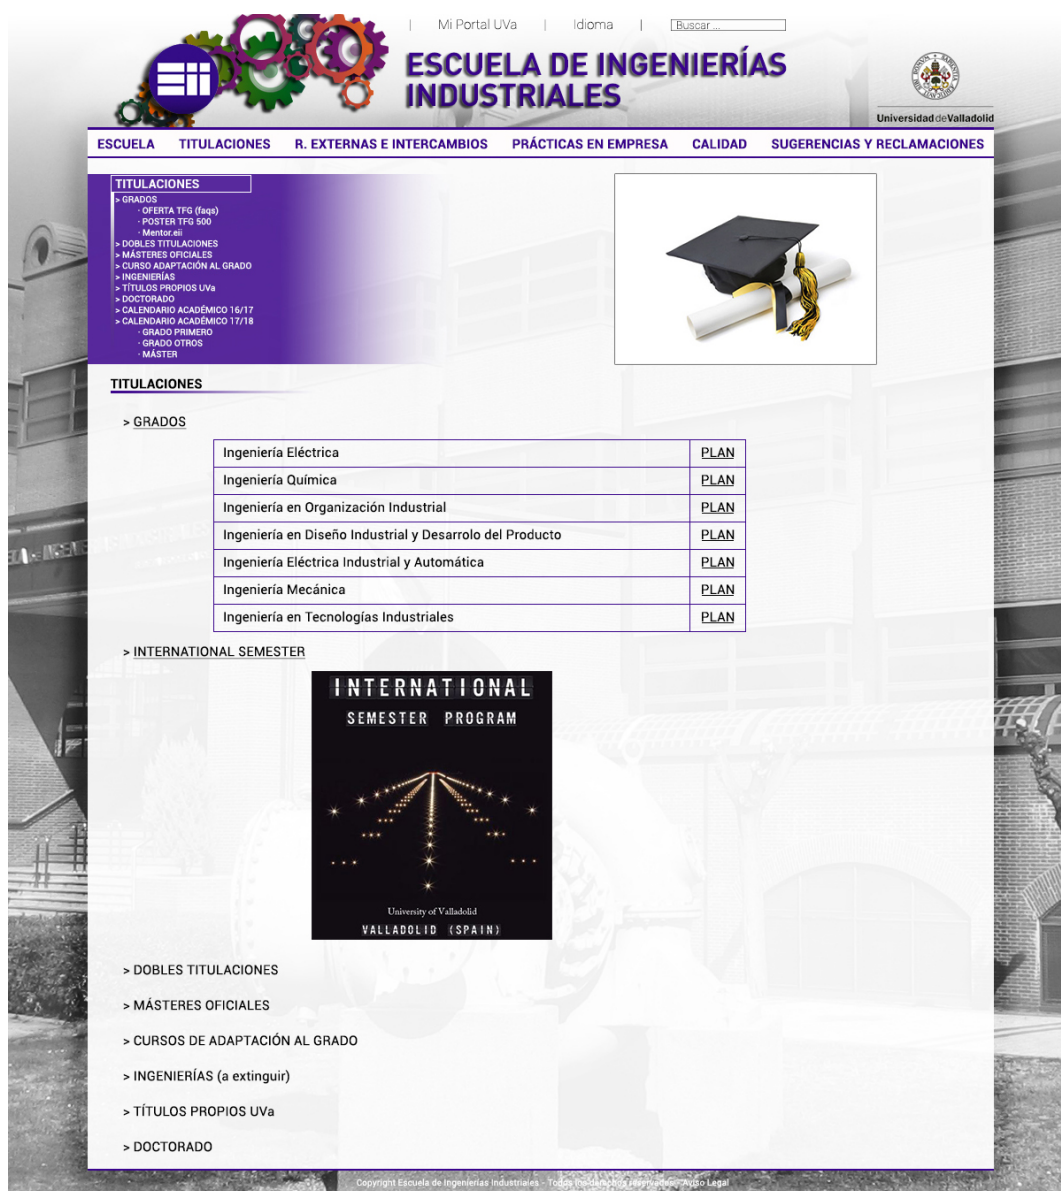 | Mi Portal UVa | Idioma | Buscar ...
eii
ESCUELA DE INGENIERÍAS
INDUSTRIALES
Universidad de Valladolid
ESCUELA TITULACIONES R. EXTERNAS E INTERCAMBIOS PRÁCTICAS EN EMPRESA CALIDAD SUGERENCIAS Y RECLAMACIONES
TITULACIONES
> GRADOS
· OFERTA TFG (faqs)
· POSTER TFG 500
· Mentor.eii
> DOBLES TITULACIONES
> MÁSTERES OFICIALES
> CURSO ADAPTACIÓN AL GRADO
> INGENIERÍAS
> TÍTULOS PROPIOS UVa
> DOCTORADO
> CALENDARIO ACADÉMICO 16/17
> CALENDARIO ACADÉMICO 17/18
· GRADO PRIMERO
· GRADO OTROS
· MÁSTER
TITULACIONES
> GRADOS
Ingeniería Eléctrica PLAN
Ingeniería Química PLAN
Ingeniería en Organización Industrial PLAN
Ingeniería en Diseño Industrial y Desarrolo del Producto PLAN
Ingeniería Eléctrica Industrial y Automática PLAN
Ingeniería Mecánica PLAN
Ingeniería en Tecnologías Industriales PLAN
> INTERNATIONAL SEMESTER
INTERNATIONAL
SEMESTER PROGRAM
University of Valladolid
VALLADOLID (SPAIN)
> DOBLES TITULACIONES
> MÁSTERES OFICIALES
> CURSOS DE ADAPTACIÓN AL GRADO
> INGENIERÍAS (a extinguir)
> TÍTULOS PROPIOS UVa
> DOCTORADO
Copyright Escuela de Ingenierías Industriales - Todos los derechos reservados - Aviso Legal